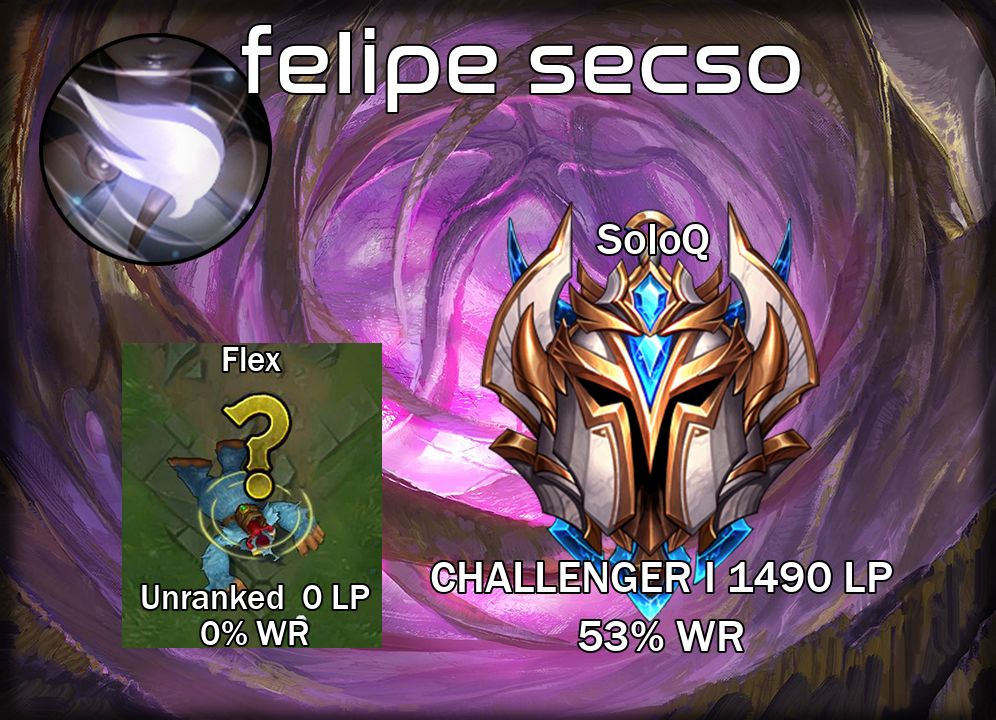 felipe secso
SoloQ
Flex
?
Unranked 0 LP
0% WR
CHALLENGER I 1490 LP
53% WR